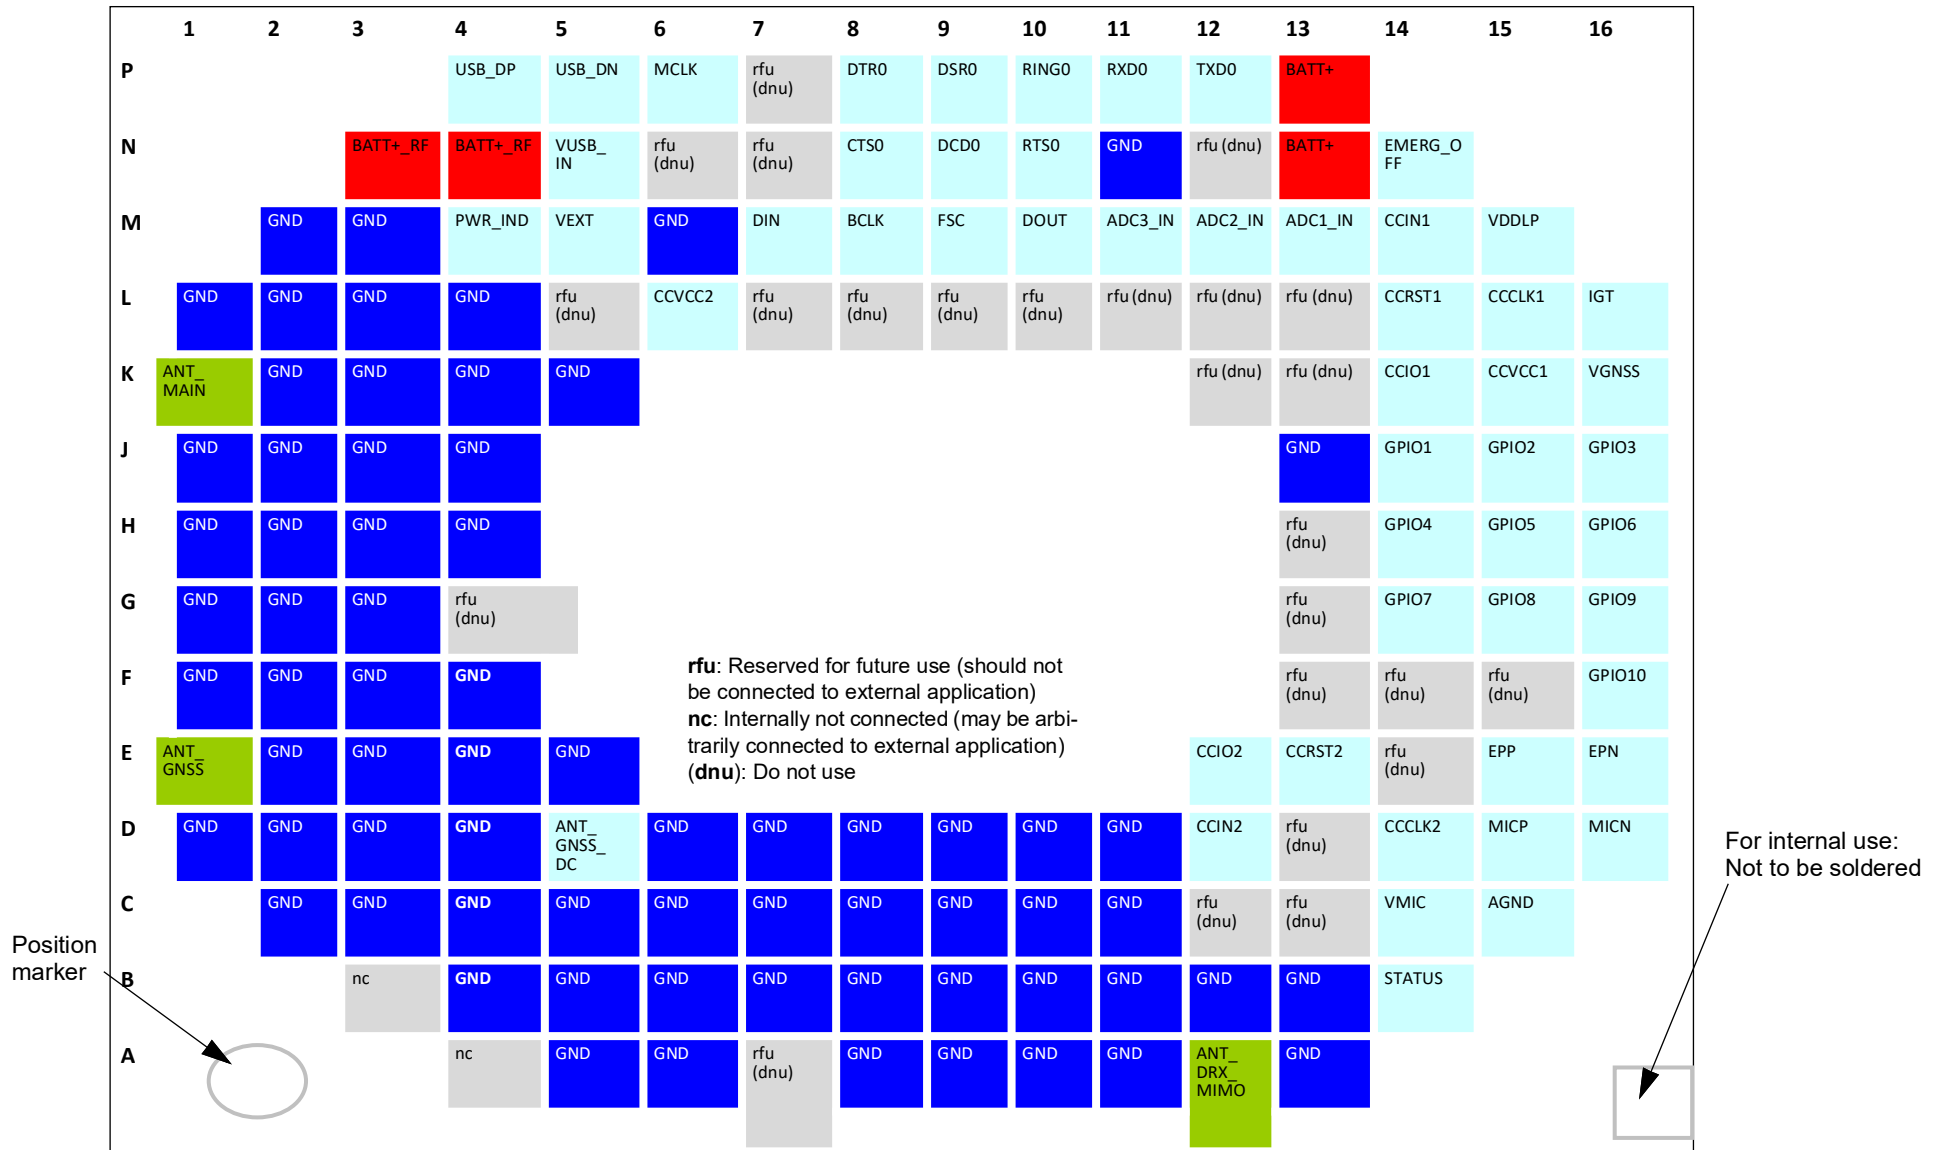 1 2 3 4 5 6 7 8 9 10 11 12 13 14 15 16
P USB_DP USB_DN MCLK rfu (dnu) DTR0 DSR0 RING0 RXD0 TXD0 BATT+
N BATT+_RF BATT+_RF VUSB_IN rfu (dnu) rfu (dnu) CTS0 DCD0 RTS0 GND rfu (dnu) BATT+ EMERG_OFF
M GND GND PWR_IND VEXT GND DIN BCLK FSC DOUT ADC3_IN ADC2_IN ADC1_IN CCIN1 VDDLP
L GND GND GND GND rfu (dnu) CCVCC2 rfu (dnu) rfu (dnu) rfu (dnu) rfu (dnu) rfu (dnu) rfu (dnu) rfu (dnu) CCRST1 CCCLK1 IGT
K ANT_MAIN GND GND GND GND rfu (dnu) rfu (dnu) CCIO1 CCVCC1 VGNSS
J GND GND GND GND GND GPIO1 GPIO2 GPIO3
H GND GND GND GND rfu (dnu) GPIO4 GPIO5 GPIO6
G GND GND GND rfu (dnu) rfu (dnu) GPIO7 GPIO8 GPIO9
F GND GND GND GND rfu (dnu) rfu (dnu) rfu (dnu) GPIO10
rfu: Reserved for future use (should not
be connected to external application)
nc: Internally not connected (may be arbi-
trarily connected to external application)
(dnu): Do not use
E ANT_GNSS GND GND GND GND CCIO2 CCRST2 rfu (dnu) EPP EPN
D GND GND GND GND ANT_GNSS_DC GND GND GND GND GND GND CCIN2 rfu (dnu) CCCLK2 MICP MICN
For internal use:
Not to be soldered
C GND GND GND GND GND GND GND GND GND GND rfu (dnu) rfu (dnu) VMIC AGND
Position
marker
B nc GND GND GND GND GND GND GND GND GND GND STATUS
A nc GND GND rfu (dnu) GND GND GND GND ANT_DRX_MIMO GND